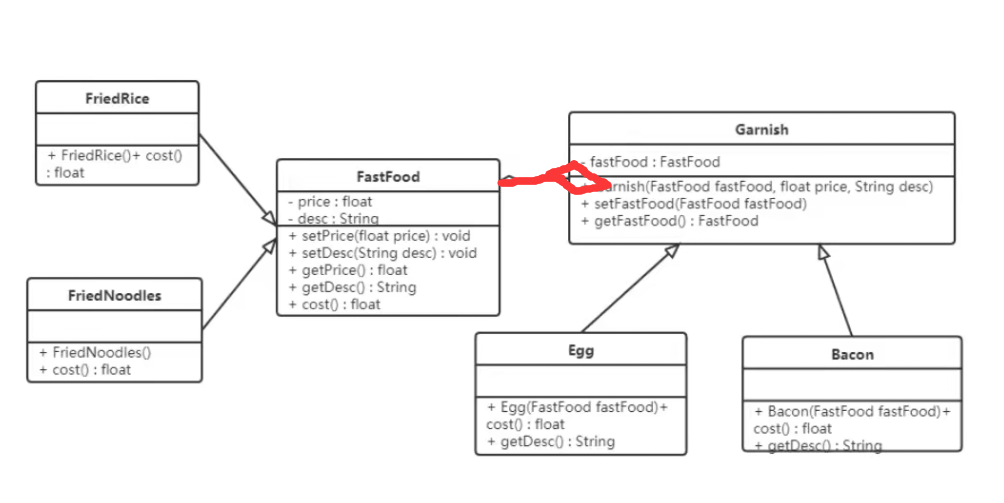 FriedRice
+ FriedRice()+ cost()
: float
FastFood
- price : float
- desc : String
+ setPrice(float price) : void
+ setDesc(String desc) : void
+ getPrice() : float
+ getDesc() : String
+ cost() : float
FriedNoodles
+ FriedNoodles()
+ cost() : float
Garnish
- fastFood : FastFood
+ Garnish(FastFood fastFood, float price, String desc)
+ setFastFood(FastFood fastFood)
+ getFastFood() : FastFood
Egg
+ Egg(FastFood fastFood)+
cost() : float
+ getDesc() : String
Bacon
+ Bacon(FastFood fastFood)+
cost() : float
+ getDesc() : String